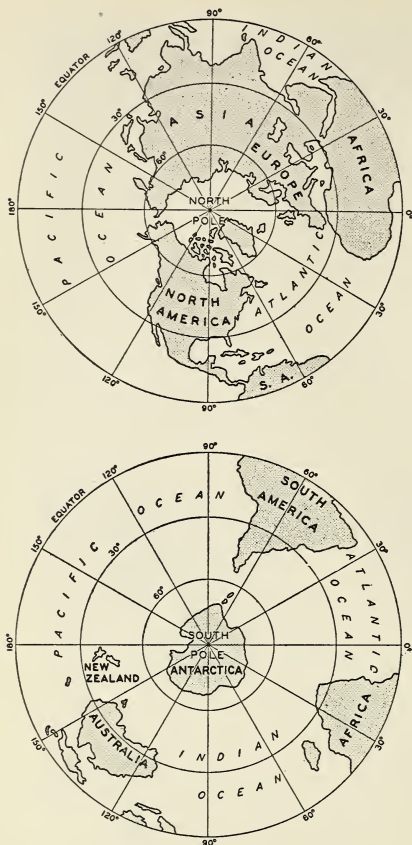 90°
120°
60°
INDIAN
OCEAN
EQUATOR
150°
30°
30°
ASIA
60°
EUROPE
AFRICA
PACIFIC
OCEAN
NORTH
POLE
180°
0°
NORTH
AMERICA
ATLANTIC
OCEAN
150°
30°
S. A.
120°
60°
90°
90°
120°
60°
EQUATOR
PACIFIC OCEAN
SOUTH
AMERICA
150°
30°
60°
30°
ATLANTIC
OCEAN
SOUTH
POLE
ANTARCTICA
180°
0°
NEW
ZEALAND
AUSTRALIA
AFRICA
INDIAN
OCEAN
150°
30°
120°
60°
90°